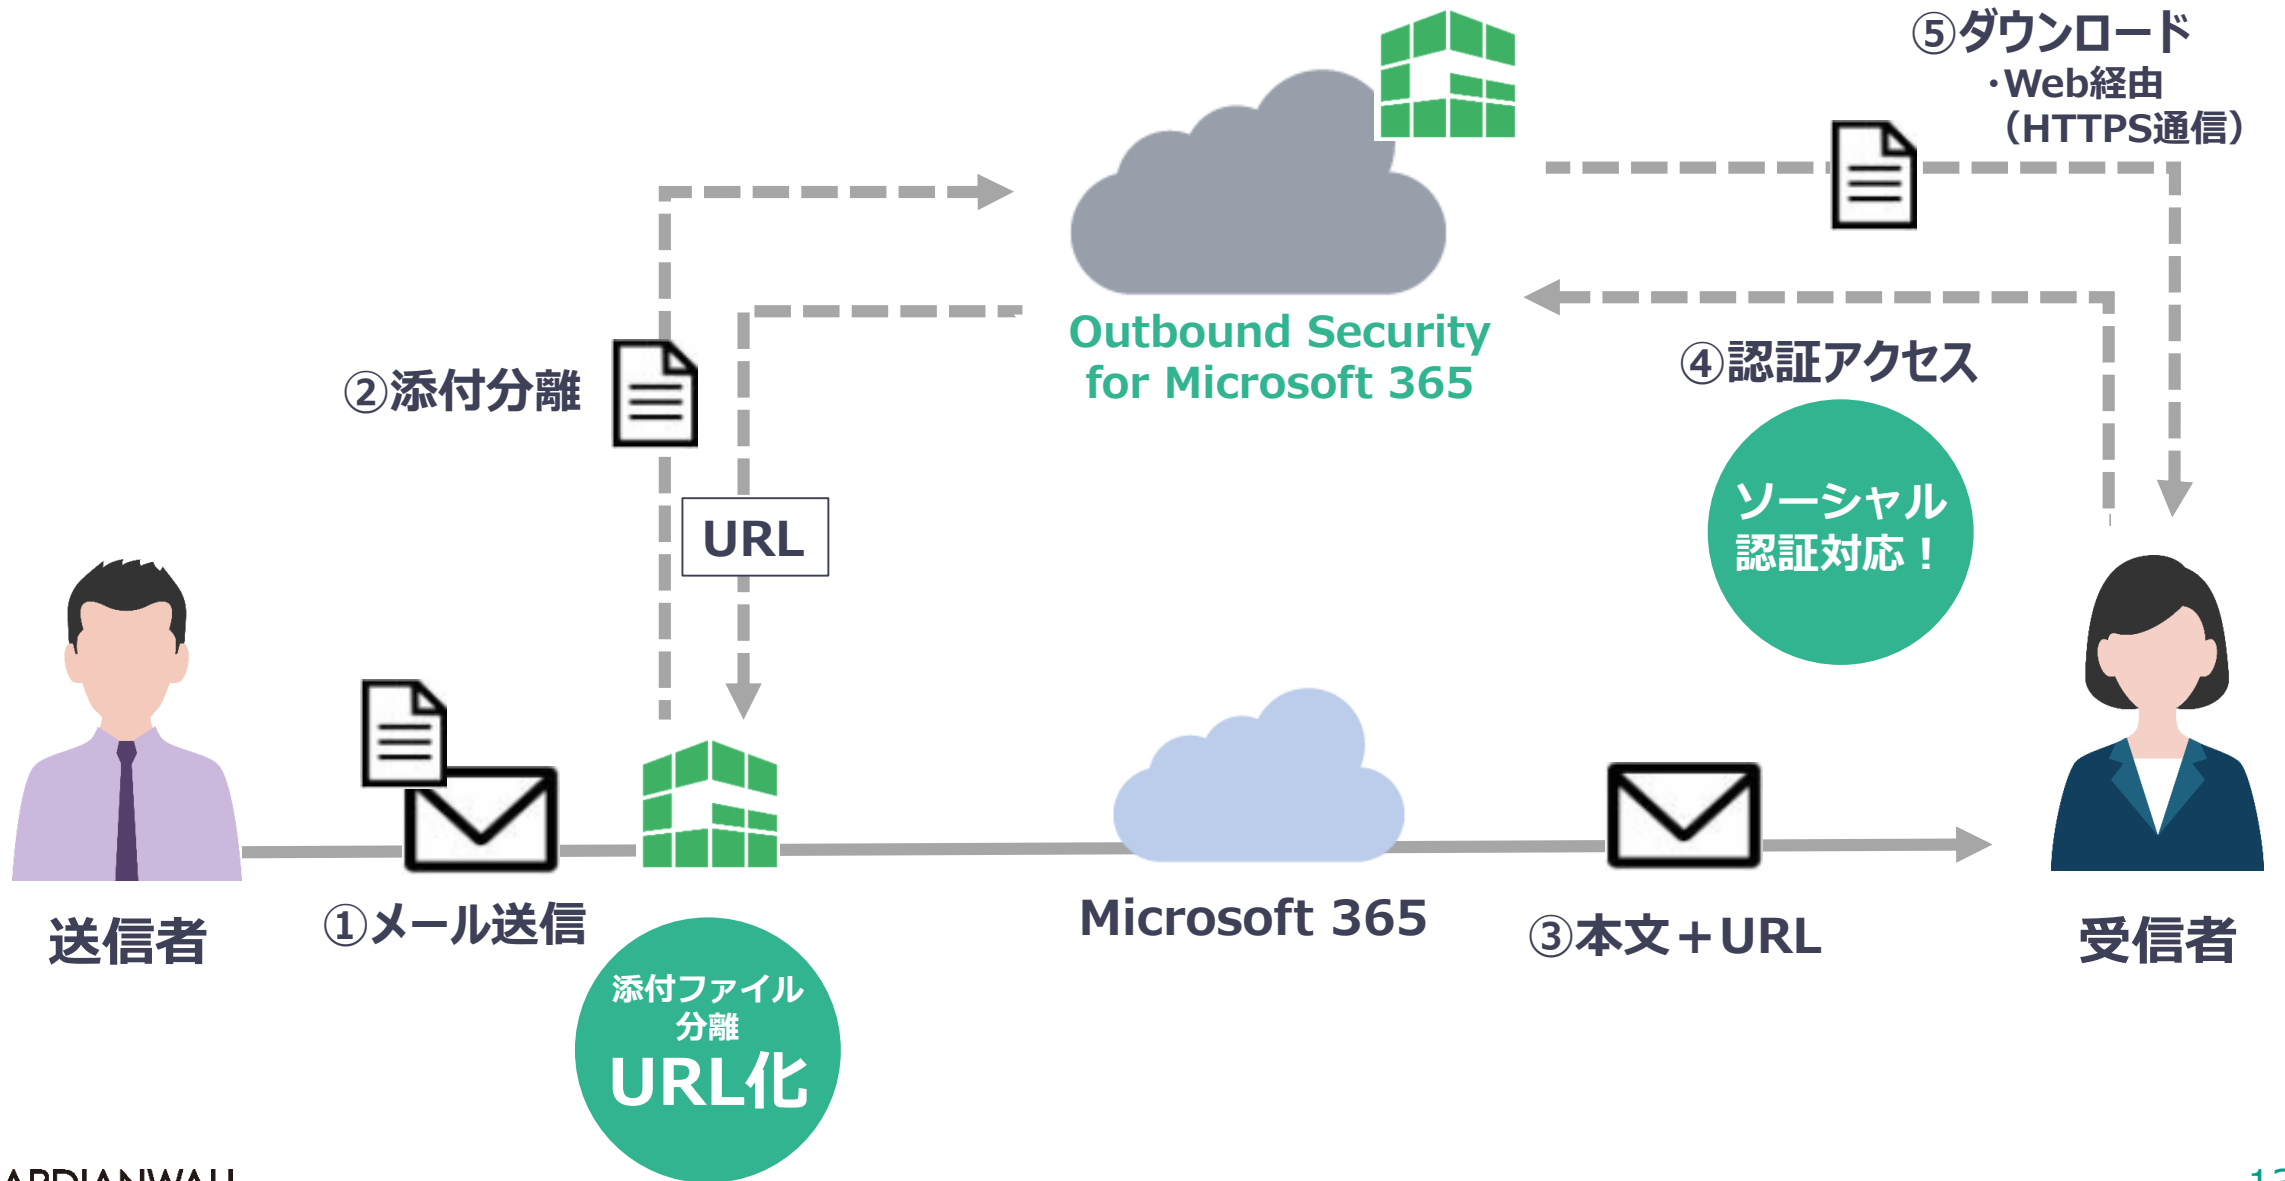 ⑤ダウンロード
・Web経由
（HTTPS通信）
Outbound Security
for Microsoft 365
②添付分離
④認証アクセス
URL
ソーシャル
認証対応！
送信者
①メール送信
Microsoft 365
③本文＋URL
受信者
添付ファイル
分離
URL化